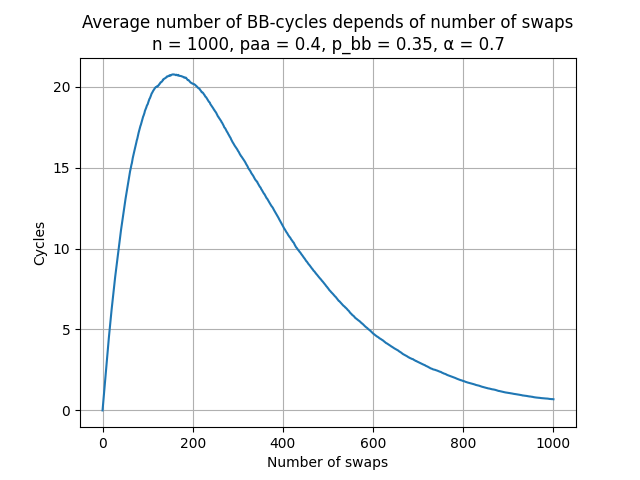 Average number of BB-cycles depends of number of swaps
n = 1000, paa = 0.4, p_bb = 0.35, α = 0.7
20
15
10
5
0
Cycles
0 200 400 600 800 1000
Number of swaps